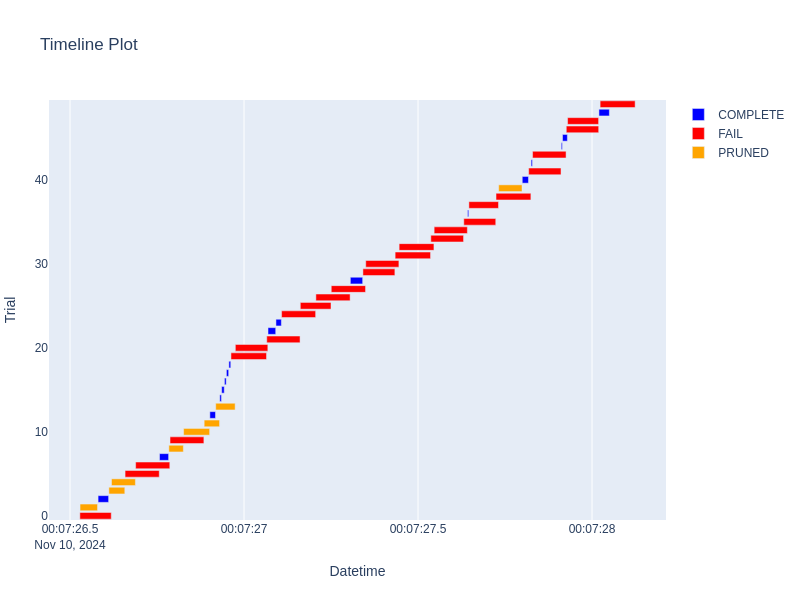 Timeline Plot
COMPLETE
FAIL
PRUNED
40
30
20
10
0
Trial
00:07:26.5
Nov 10, 2024
00:07:27
00:07:27.5
00:07:28
Datetime